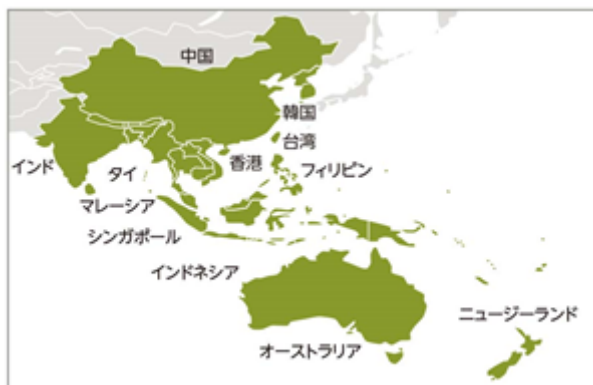 中国
韓国
台湾
香港
フィリピン
インド
タイ
マレーシア
シンガポール
インドネシア
ニュージーランド
オーストラリア